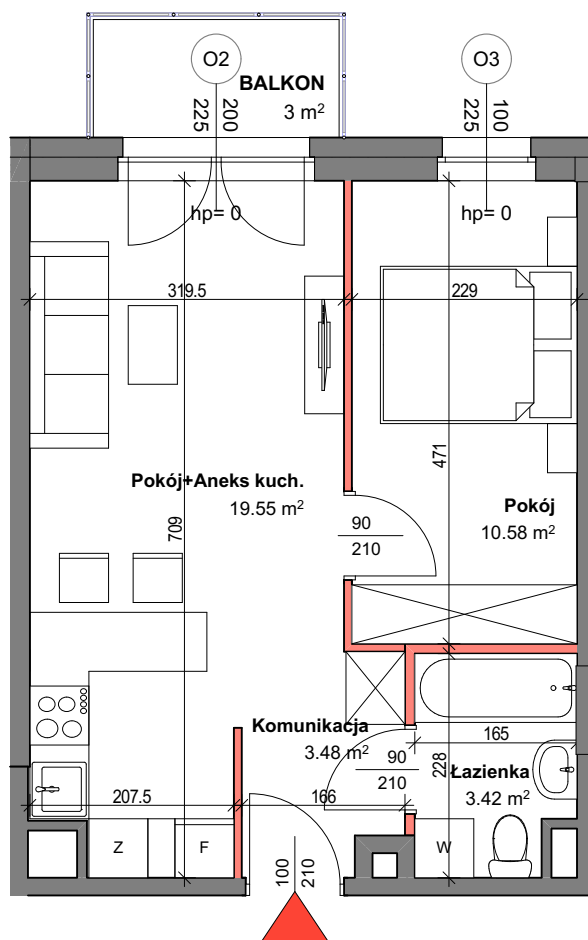 O2
O3
BALKON
3 m²
200
225
100
225
hp= 0
hp= 0
319.5
229
471
709
Pokój+Aneks kuch.
19.55 m²
Pokój
10.58 m²
90
210
Komunikacja
3.48 m²
90
210
165
228
Łazienka
3.42 m²
207.5
166
Z
F
W
100
210